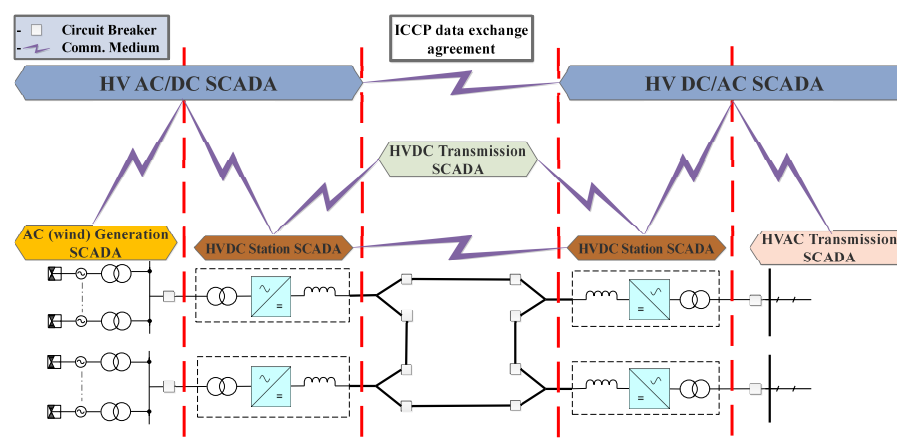 - Circuit Breaker
- Comm. Medium
ICCP data exchange
agreement
HV AC/DC SCADA
HV DC/AC SCADA
HVDC Transmission
SCADA
AC (wind) Generation
SCADA
HVDC Station SCADA
HVDC Station SCADA
HVAC Transmission
SCADA